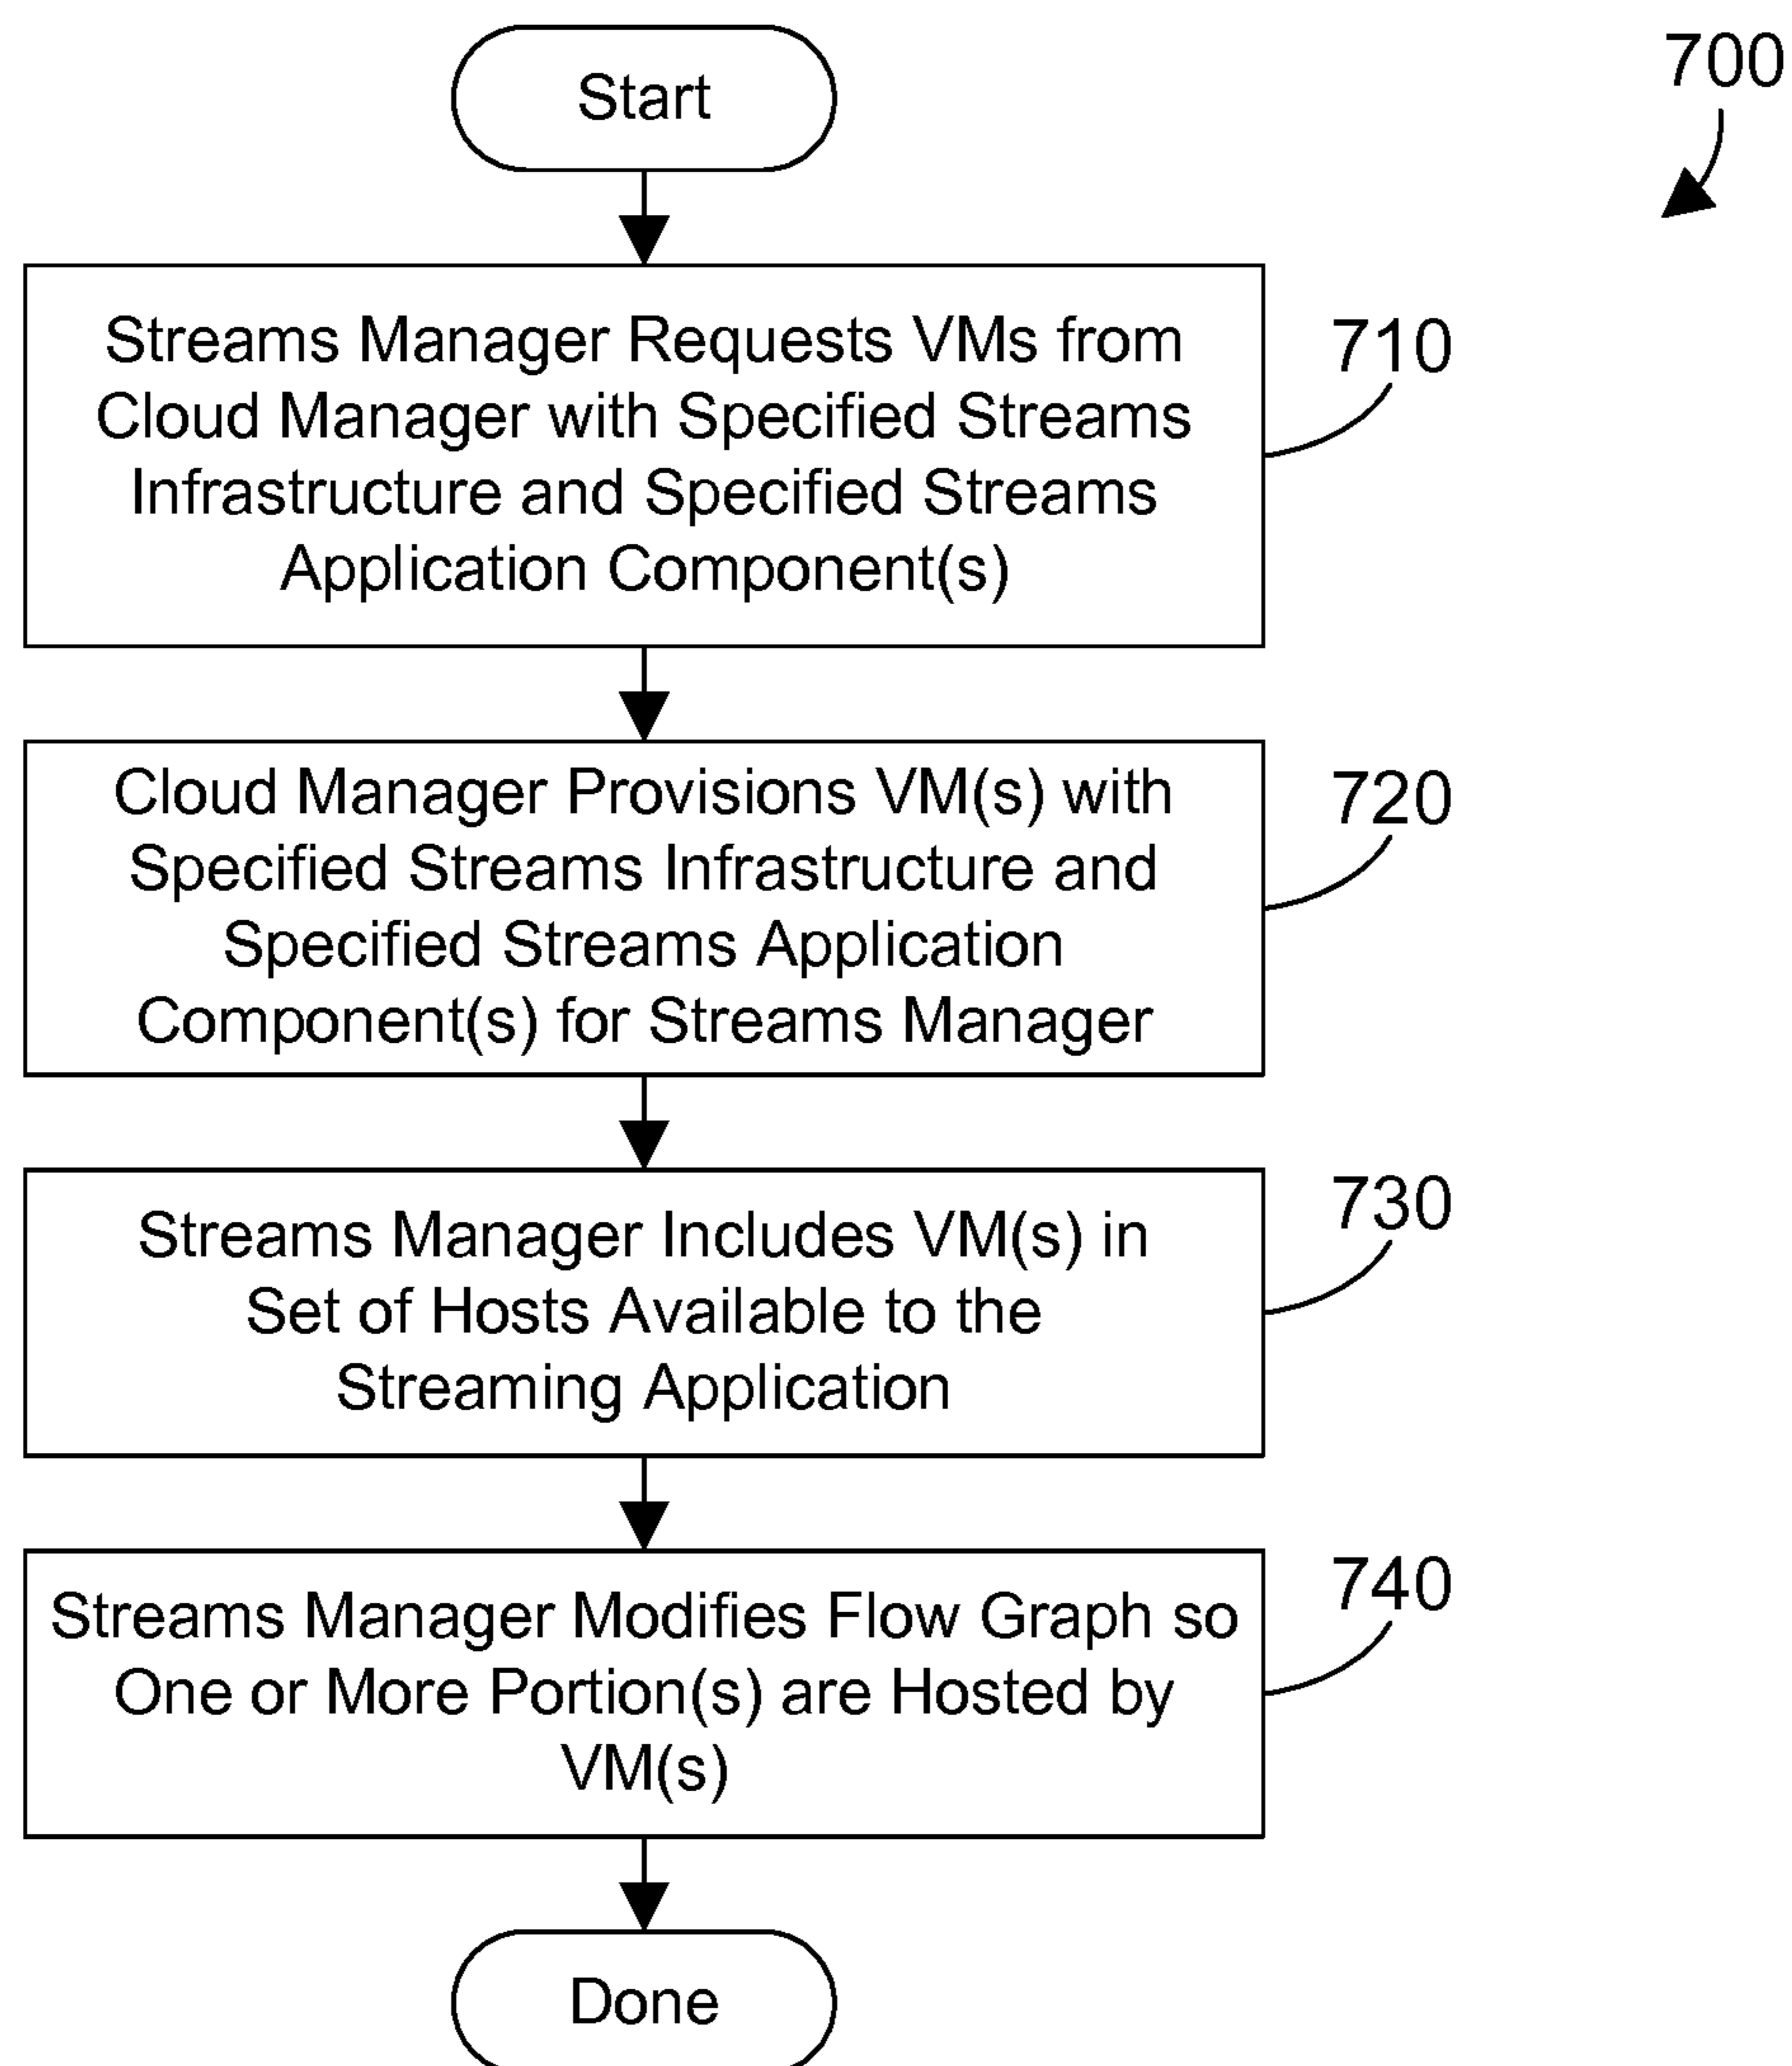 Start
700
Streams Manager Requests VMs from
Cloud Manager with Specified Streams
Infrastructure and Specified Streams
Application Component(s)
710
Cloud Manager Provisions VM(s) with
Specified Streams Infrastructure and
Specified Streams Application
Component(s) for Streams Manager
720
Streams Manager Includes VM(s) in
Set of Hosts Available to the
Streaming Application
730
Streams Manager Modifies Flow Graph so
One or More Portion(s) are Hosted by
VM(s)
740
Done